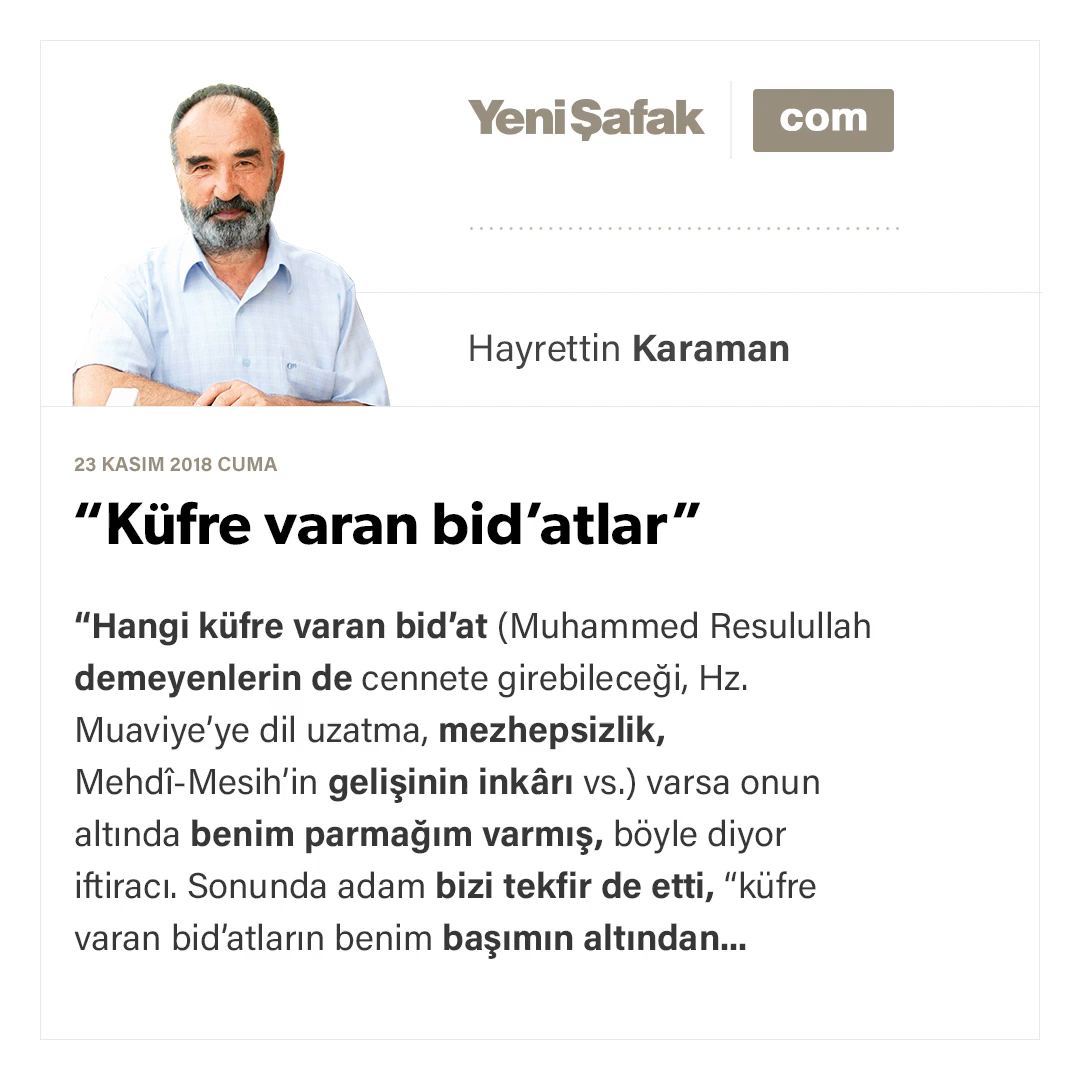 YeniŞafak com
Hayrettin Karaman
23 KASIM 2018 CUMA
“Küfre varan bid’atlar”
“Hangi küfre varan bid’at (Muhammed Resulullah
demeyenlerin de cennete girebileceği, Hz.
Muaviye’ye dil uzatma, mezhepsizlik,
Mehdî-Mesih’in gelişinin inkârı vs.) varsa onun
altında benim parmağım varmış, böyle diyor
iftiracı. Sonunda adam bizi tekfir de etti, “küfre
varan bid’atların benim başımın altından...